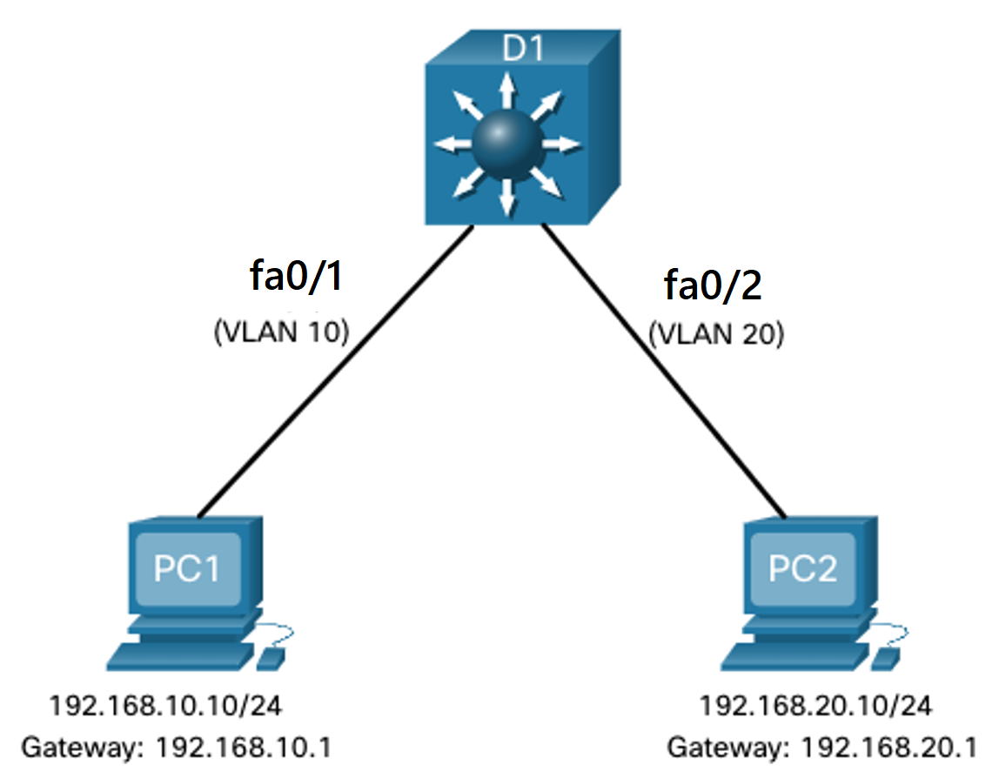 D1
fa0/1
(VLAN 10)
fa0/2
(VLAN 20)
PC1
PC2
192.168.10.10/24
Gateway: 192.168.10.1
192.168.20.10/24
Gateway: 192.168.20.1